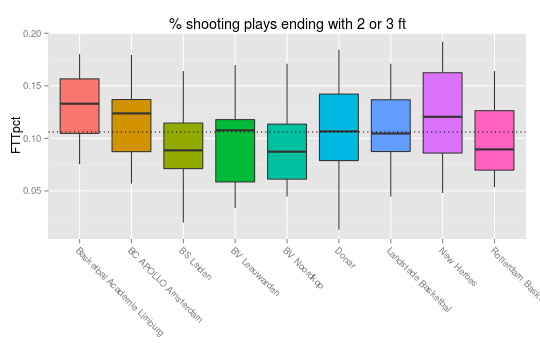 % shooting plays ending with 2 or 3 ft
FTTpct
0.20
0.15
0.10
0.05
Basketbal Academie Limburg
BC APOLLO Amsterdam
BS Leiden
BV Leeuwarden
BV Noordkop
Donar
Landstede Basketbal
New Heroes
Rotterdam Bask